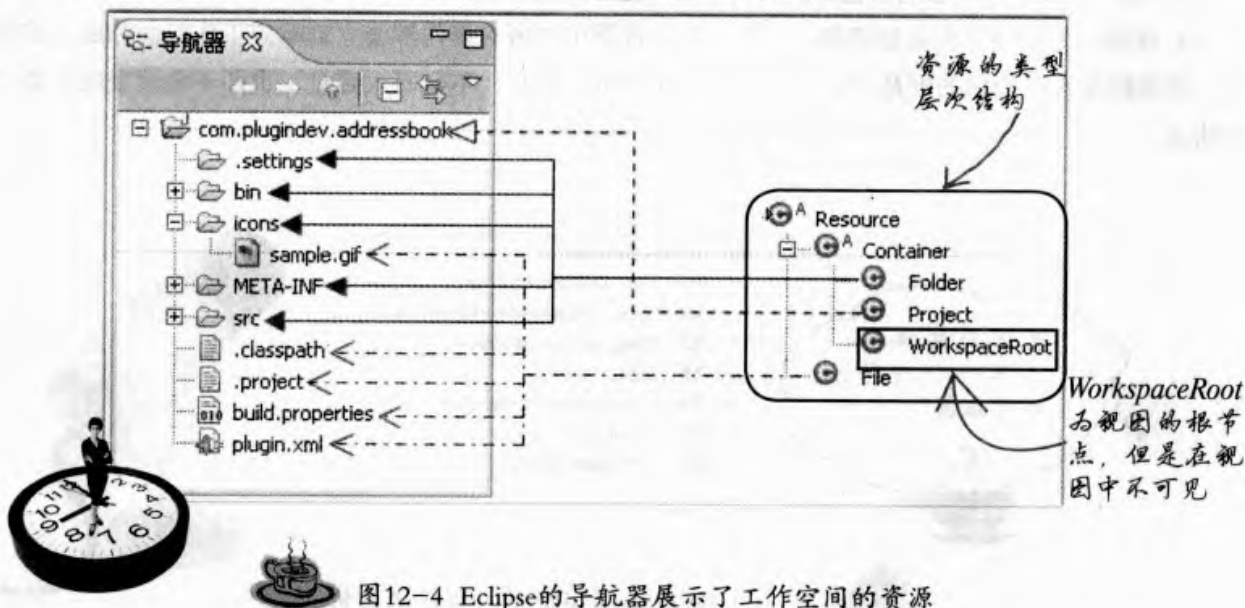 导航器
com.plugindev.addressbook
.settings
bin
icons
sample.gif
META-INF
src
.classpath
.project
build.properties
plugin.xml
资源的类型
层次结构
Resource
Container
Folder
Project
WorkspaceRoot
File
WorkspaceRoot
为视图的根节
点，但是在视
图中不可见
图12-4 Eclipse的导航器展示了工作空间的资源